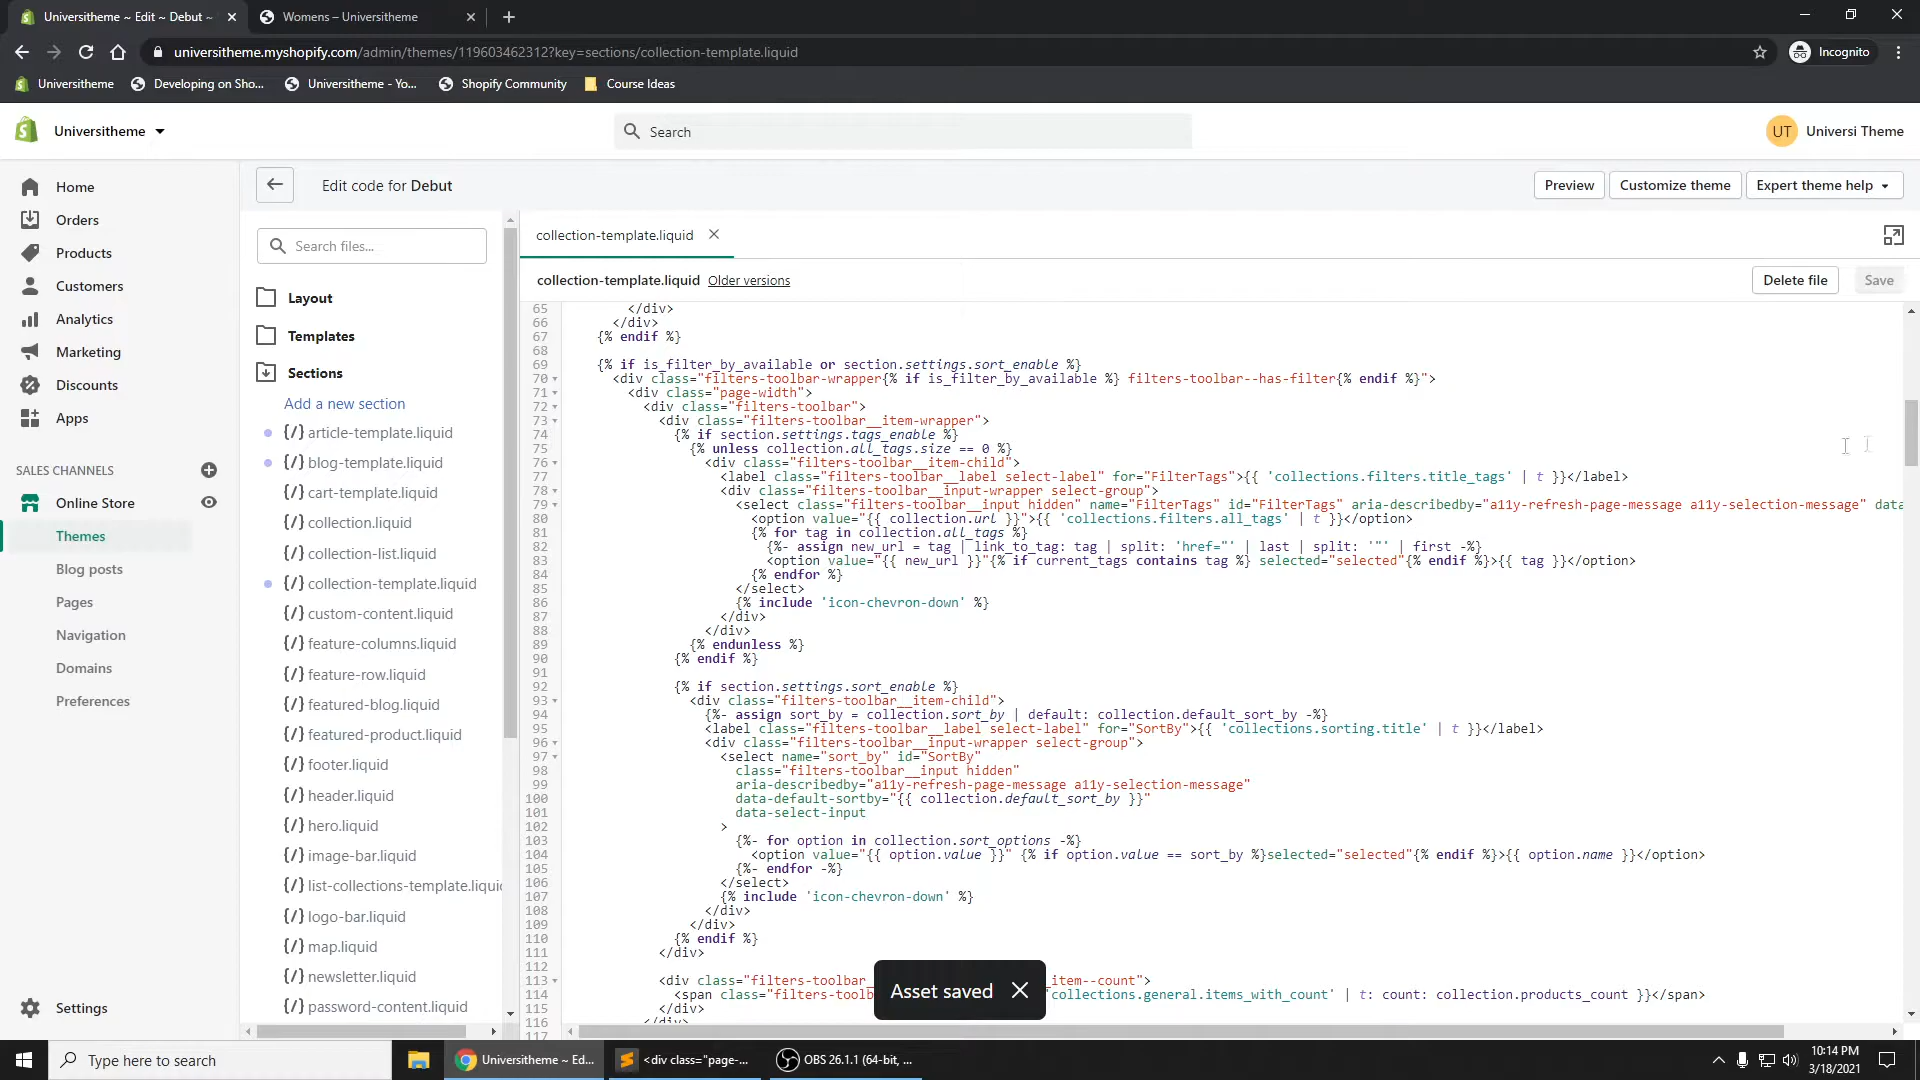 Universitheme ~ Edit ~ Debut ~
Womens – Universitheme
universitheme.myshopify.com/admin/themes/119603462312?key=sections/collection-template.liquid
Incognito
Universitheme
Developing on Sho...
Universitheme - Yo...
Shopify Community
Course Ideas
Universitheme
Search
UT
Universi Theme
Home
Orders
Products
Customers
Analytics
Marketing
Discounts
Apps
SALES CHANNELS
Online Store
Themes
Blog posts
Pages
Navigation
Domains
Preferences
Settings
Edit code for Debut
Preview
Customize theme
Expert theme help
Search files...
Layout
Templates
Sections
Add a new section
{/} article-template.liquid
{/} blog-template.liquid
{/} cart-template.liquid
{/} collection.liquid
{/} collection-list.liquid
{/} collection-template.liquid
{/} custom-content.liquid
{/} feature-columns.liquid
{/} feature-row.liquid
{/} featured-blog.liquid
{/} featured-product.liquid
{/} footer.liquid
{/} header.liquid
{/} hero.liquid
{/} image-bar.liquid
{/} list-collections-template.liquid
{/} logo-bar.liquid
{/} map.liquid
{/} newsletter.liquid
{/} password-content.liquid
collection-template.liquid
collection-template.liquid Older versions
Delete file
Save
65 </div>
66 </div>
67 {% endif %}
68
69 {% if is_filter_by_available or section.settings.sort_enable %}
70 <div class="filters-toolbar-wrapper{% if is_filter_by_available %} filters-toolbar--has-filter{% endif %}">
71 <div class="page-width">
72 <div class="filters-toolbar">
73 <div class="filters-toolbar__item-wrapper">
74 {% if section.settings.tags_enable %}
75 {% unless collection.all_tags.size == 0 %}
76 <div class="filters-toolbar__item-child">
77 <label class="filters-toolbar__label select-label" for="FilterTags">{{ 'collections.filters.title_tags' | t }}</label>
78 <div class="filters-toolbar__input-wrapper select-group">
79 <select class="filters-toolbar__input hidden" name="FilterTags" id="FilterTags" aria-describedby="a11y-refresh-page-message a11y-selection-message" data
80 <option value="{{ collection.url }}">{{ 'collections.filters.all_tags' | t }}</option>
81 {% for tag in collection.all_tags %}
82 {%- assign new_url = tag | link_to_tag: tag | split: 'href="' | last | split: '"' | first -%}
83 <option value="{{ new_url }}"{% if current_tags contains tag %} selected="selected"{% endif %}>{{ tag }}</option>
84 {% endfor %}
85 </select>
86 {% include 'icon-chevron-down' %}
87 </div>
88 </div>
89 {% endunless %}
90 {% endif %}
91
92 {% if section.settings.sort_enable %}
93 <div class="filters-toolbar__item-child">
94 {%- assign sort_by = collection.sort_by | default: collection.default_sort_by -%}
95 <label class="filters-toolbar__label select-label" for="SortBy">{{ 'collections.sorting.title' | t }}</label>
96 <div class="filters-toolbar__input-wrapper select-group">
97 <select name="sort_by" id="SortBy"
98 class="filters-toolbar__input hidden"
99 aria-describedby="a11y-refresh-page-message a11y-selection-message"
100 data-default-sortby="{{ collection.default_sort_by }}"
101 data-select-input
102 >
103 {%- for option in collection.sort_options -%}
104 <option value="{{ option.value }}" {% if option.value == sort_by %}selected="selected"{% endif %}>{{ option.name }}</option>
105 {%- endfor -%}
106 </select>
107 {% include 'icon-chevron-down' %}
108 </div>
109 </div>
110 {% endif %}
111 </div>
112
113 <div class="filters-toolbar_ _item--count">
114 <span class="filters-toolb 'collections.general.items_with_count' | t: count: collection.products_count }}</span>
115 </div>
116 </div>
117
Asset saved
Type here to search
Universitheme ~ Ed...
<div class="page-...
OBS 26.1.1 (64-bit, ...
10:14 PM
3/18/2021